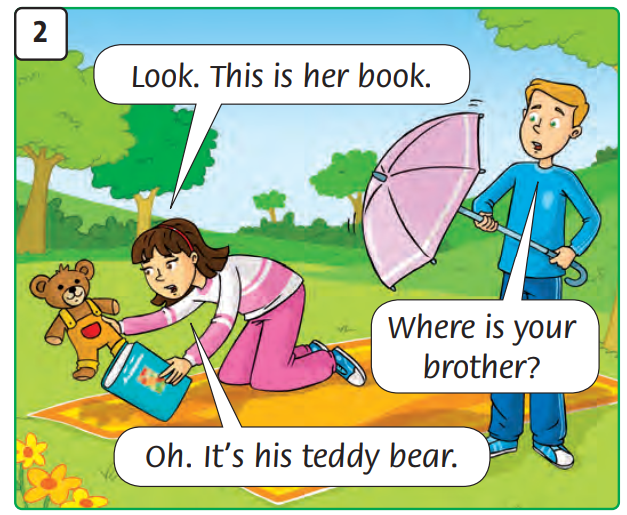 2
Look. This is her book.
Where is your
brother?
Oh. It's his teddy bear.